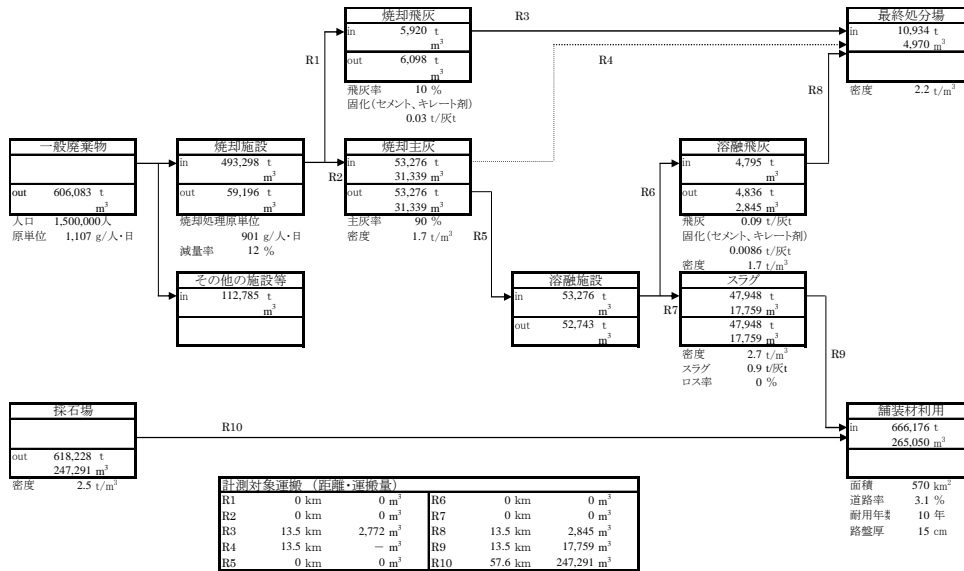 焼却飛灰
in 5,920 t
m³
out 6,098 t
m³
飛灰率 10 %
固化(セメント、キレート剤)
0.03 t/灰t
R3
R4
R1
最終処分場
in 10,934 t
4,970 m³
密度 2.2 t/m³
R8
一般廃棄物
out 606,083 t
m³
人口 1,500,000人
原単位 1,107 g/人・日
焼却施設
in 493,298 t
m³
out 59,196 t
m³
焼却処理原単位
901 g/人・日
減量率 12 %
R2
焼却主灰
in 53,276 t
31,339 m³
out 53,276 t
31,339 m³
主灰率 90 %
密度 1.7 t/m³
R5
R6
溶融飛灰
in 4,795 t
m³
out 4,836 t
2,845 m³
飛灰 0.09 t/灰t
固化(セメント、キレート剤)
0.0086 t/灰t
密度 1.7 t/m³
その他の施設等
in 112,785 t
m³
溶融施設
in 53,276 t
m³
out 52,743 t
m³
R7
スラグ
47,948 t
17,759 m³
47,948 t
17,759 m³
密度 2.7 t/m³
スラグ 0.9 t/灰t
ロス率 0 %
R9
採石場
out 618,228 t
247,291 m³
密度 2.5 t/m³
R10
舗装材利用
in 666,176 t
265,050 m³
面積 570 km²
道路率 3.1 %
耐用年数 10 年
路盤厚 15 cm
計測対象運搬 (距離・運搬量)
R1 0 km 0 m³ R6 0 km 0 m³
R2 0 km 0 m³ R7 0 km 0 m³
R3 13.5 km 2,772 m³ R8 13.5 km 2,845 m³
R4 13.5 km − m³ R9 13.5 km 17,759 m³
R5 0 km 0 m³ R10 57.6 km 247,291 m³